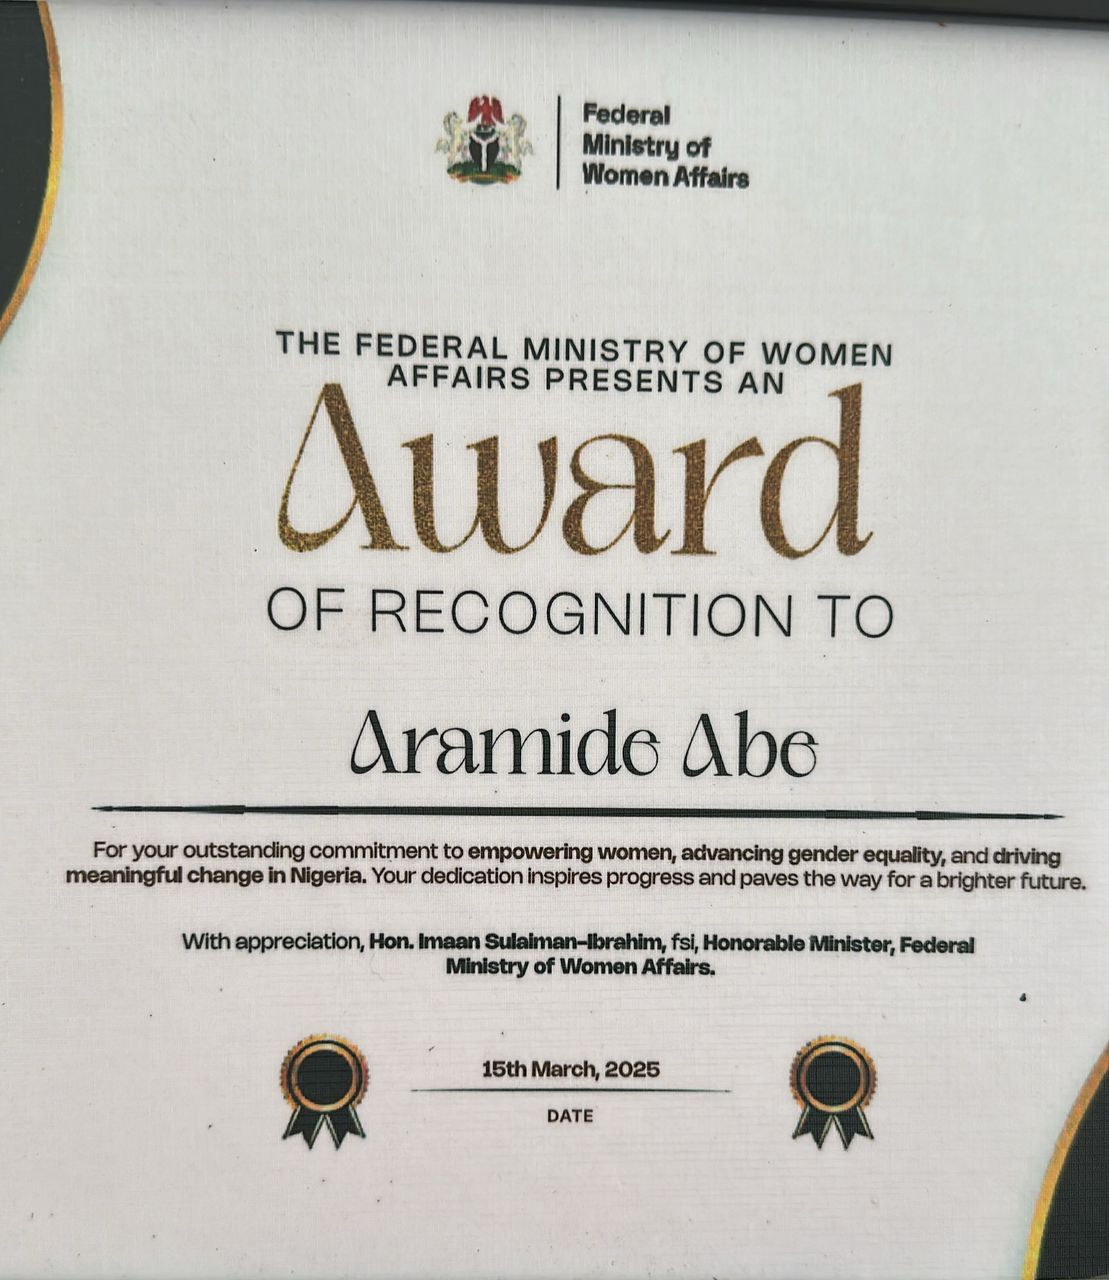 Federal
Ministry of
Women Affairs
THE FEDERAL MINISTRY OF WOMEN
AFFAIRS PRESENTS AN
Award
OF RECOGNITION TO
Aramide Abe
For your outstanding commitment to empowering women, advancing gender equality, and driving
meaningful change in Nigeria. Your dedication inspires progress and paves the way for a brighter future.
With appreciation, Hon. Imaan Sulaiman-Ibrahim, fsi, Honorable Minister, Federal
Ministry of Women Affairs.
15th March, 2025
DATE